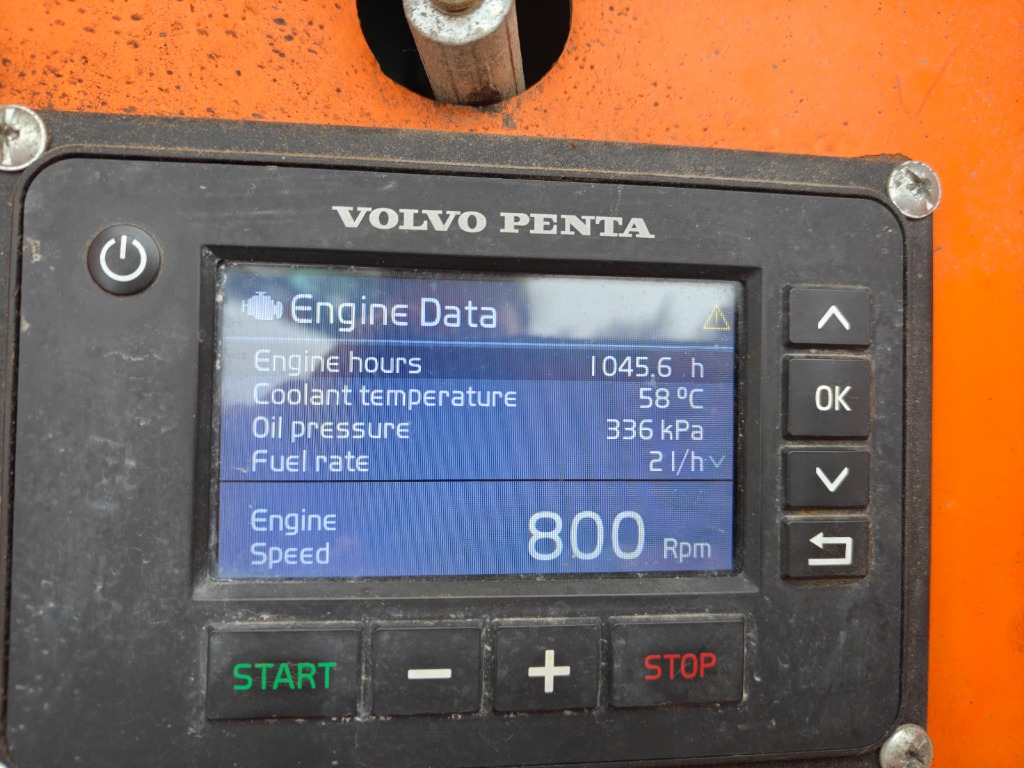 VOLVO PENTA
Engine Data
Engine hours 1045.6 h
Coolant temperature 58 °C
Oil pressure 336 kPa
Fuel rate 2 l/h
Engine Speed 800 Rpm
OK
START - + STOP